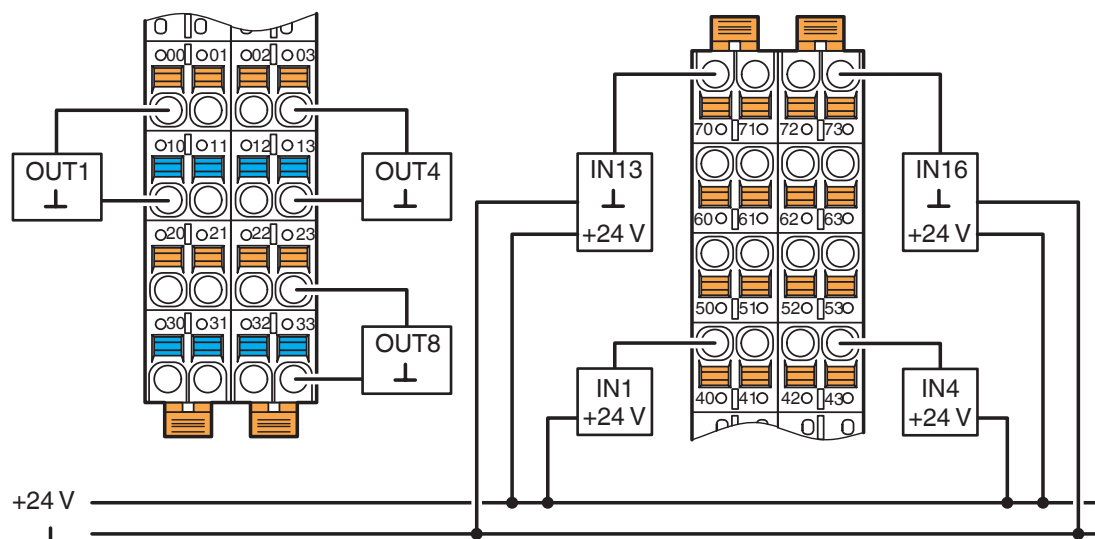 00 01 02 03
10 11 12 13
20 21 22 23
30 31 32 33
OUT1
OUT4
OUT8
70 71 72 73
60 61 62 63
50 51 52 53
40 41 42 43
IN13
+24 V
IN16
+24 V
IN1
+24 V
IN4
+24 V
+24 V